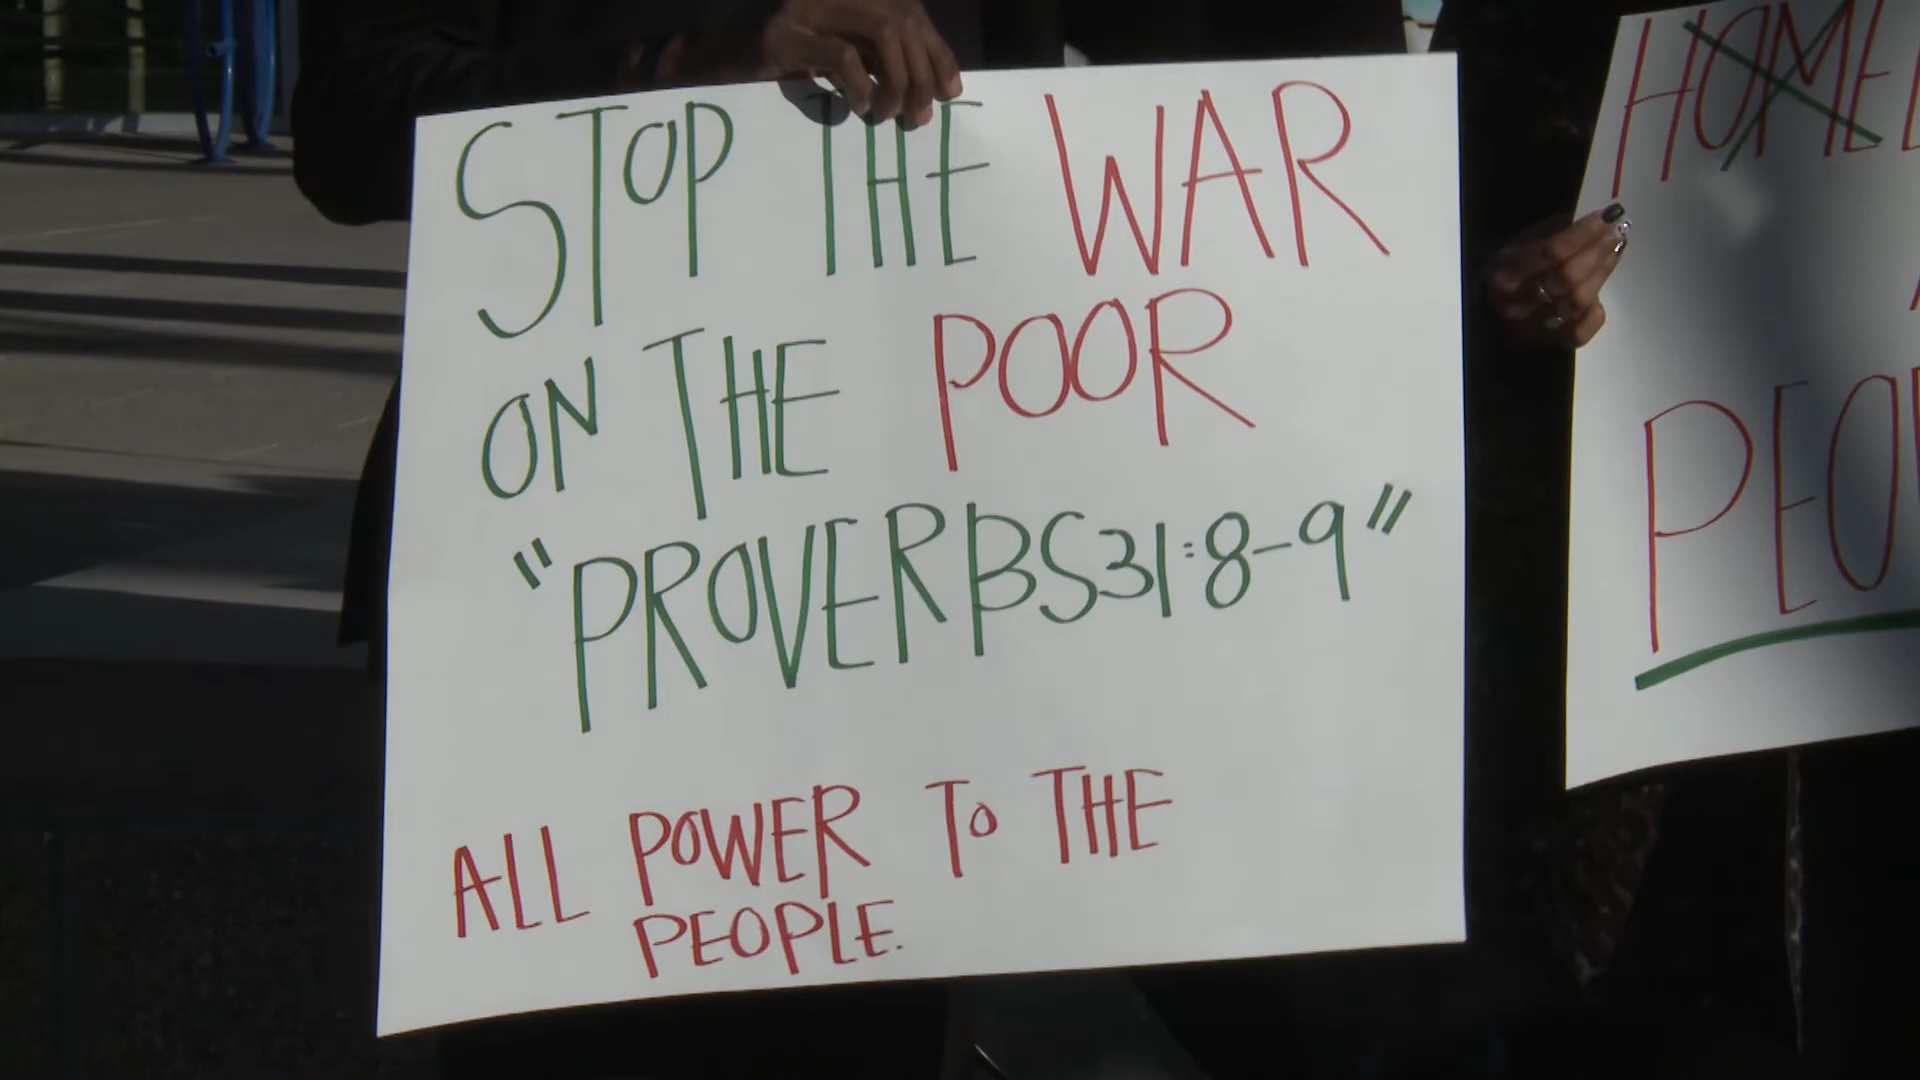 STOP THE WAR
ON THE POOR
"PROVERBS31:8-9"
ALL POWER TO THE
PEOPLE.